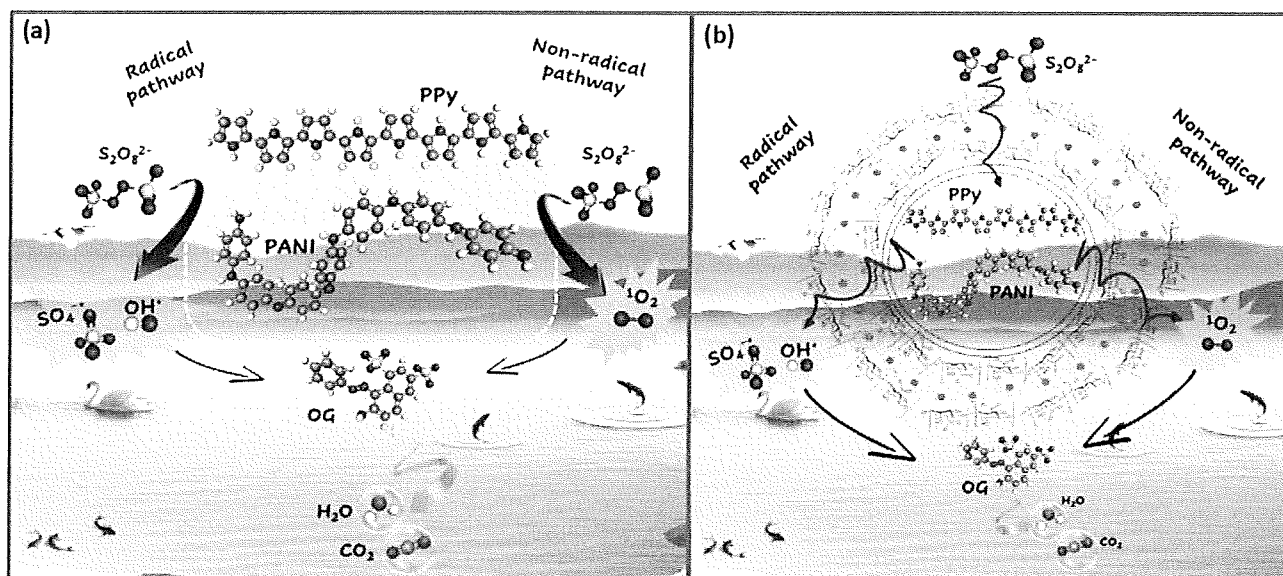 (a)
Radical
pathway
Non-radical
pathway
PPy
S₂O₈²⁻
S₂O₈²⁻
PANI
SO₄⁻•
OH•
¹O₂
OG
H₂O
CO₂
(b)
S₂O₈²⁻
Radical
pathway
Non-radical
pathway
PPy
PANI
SO₄⁻•
OH•
¹O₂
OG
H₂O
CO₂